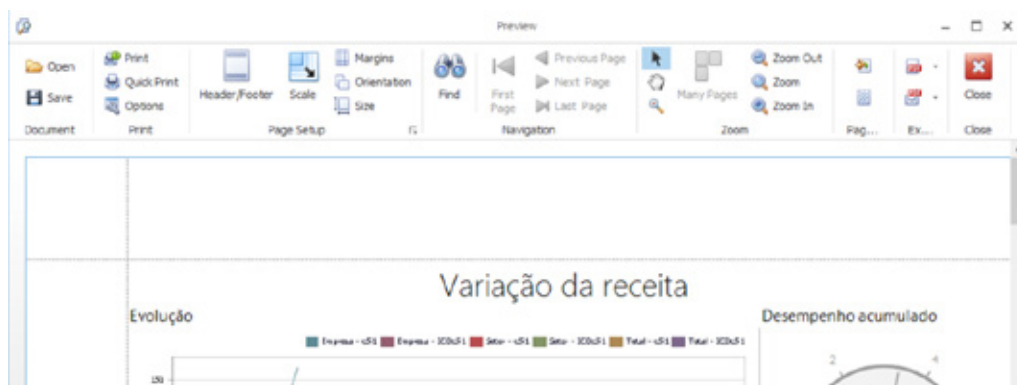 Preview
Open
Save
Document
Print
Quick Print
Options
Print
Header/Footer
Scale
Margins
Orientation
Size
Page Setup
Find
First Page
Previous Page
Next Page
Last Page
Navigation
Many Pages
Zoom Out
Zoom
Zoom In
Zoom
Pag...
Ex...
Close
Close
Variação da receita
Evolução
Desempenho acumulado
2
4